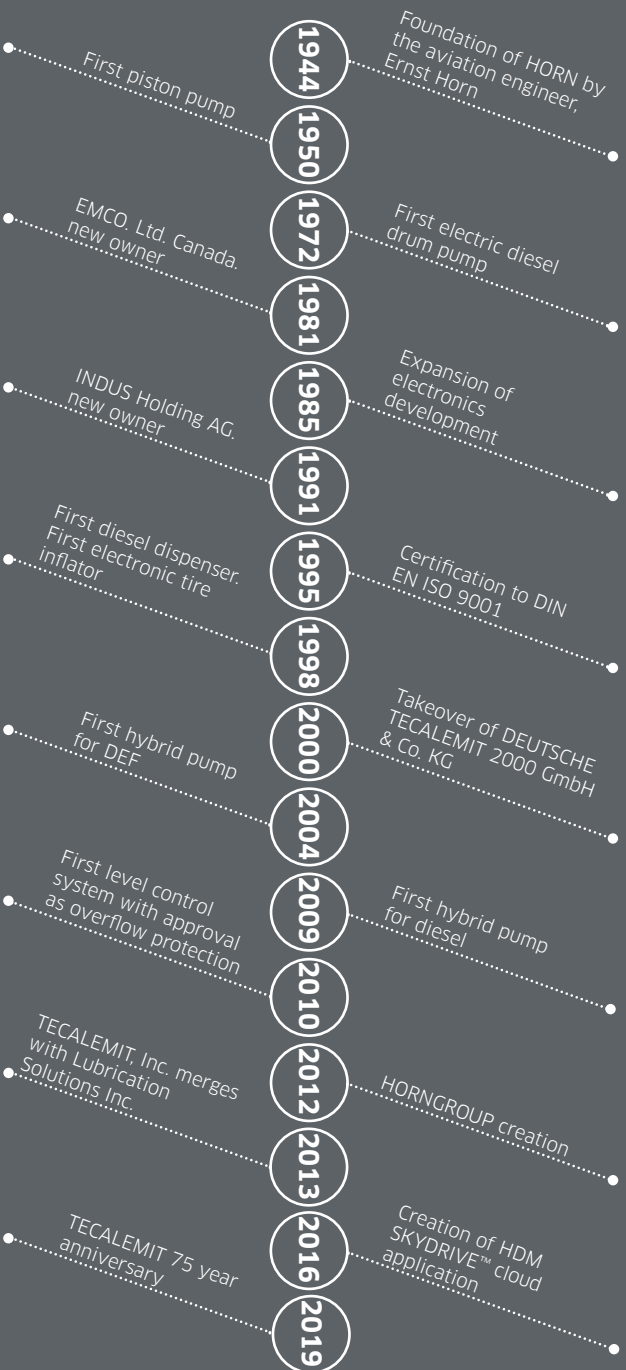 1944
Foundation of HORN by
the aviation engineer,
Ernst Horn
1950
First piston pump
1972
First electric diesel
drum pump
1981
EMCO. Ltd. Canada.
new owner
1985
Expansion of
electronics
development
1991
INDUS Holding AG.
new owner
1995
Certification to DIN
EN ISO 9001
1998
First diesel dispenser.
First electronic tire
inflator
2000
Takeover of DEUTSCHE
TECALEMIT 2000 GmbH
& Co. KG
2004
First hybrid pump
for DEF
2009
First hybrid pump
for diesel
2010
First level control
system with approval
as overflow protection
2012
HORNGROUP creation
2013
TECALEMIT, Inc. merges
with Lubrication
Solutions Inc.
2016
Creation of HDM
SKYDRIVE™ cloud
application
2019
TECALEMIT 75 year
anniversary